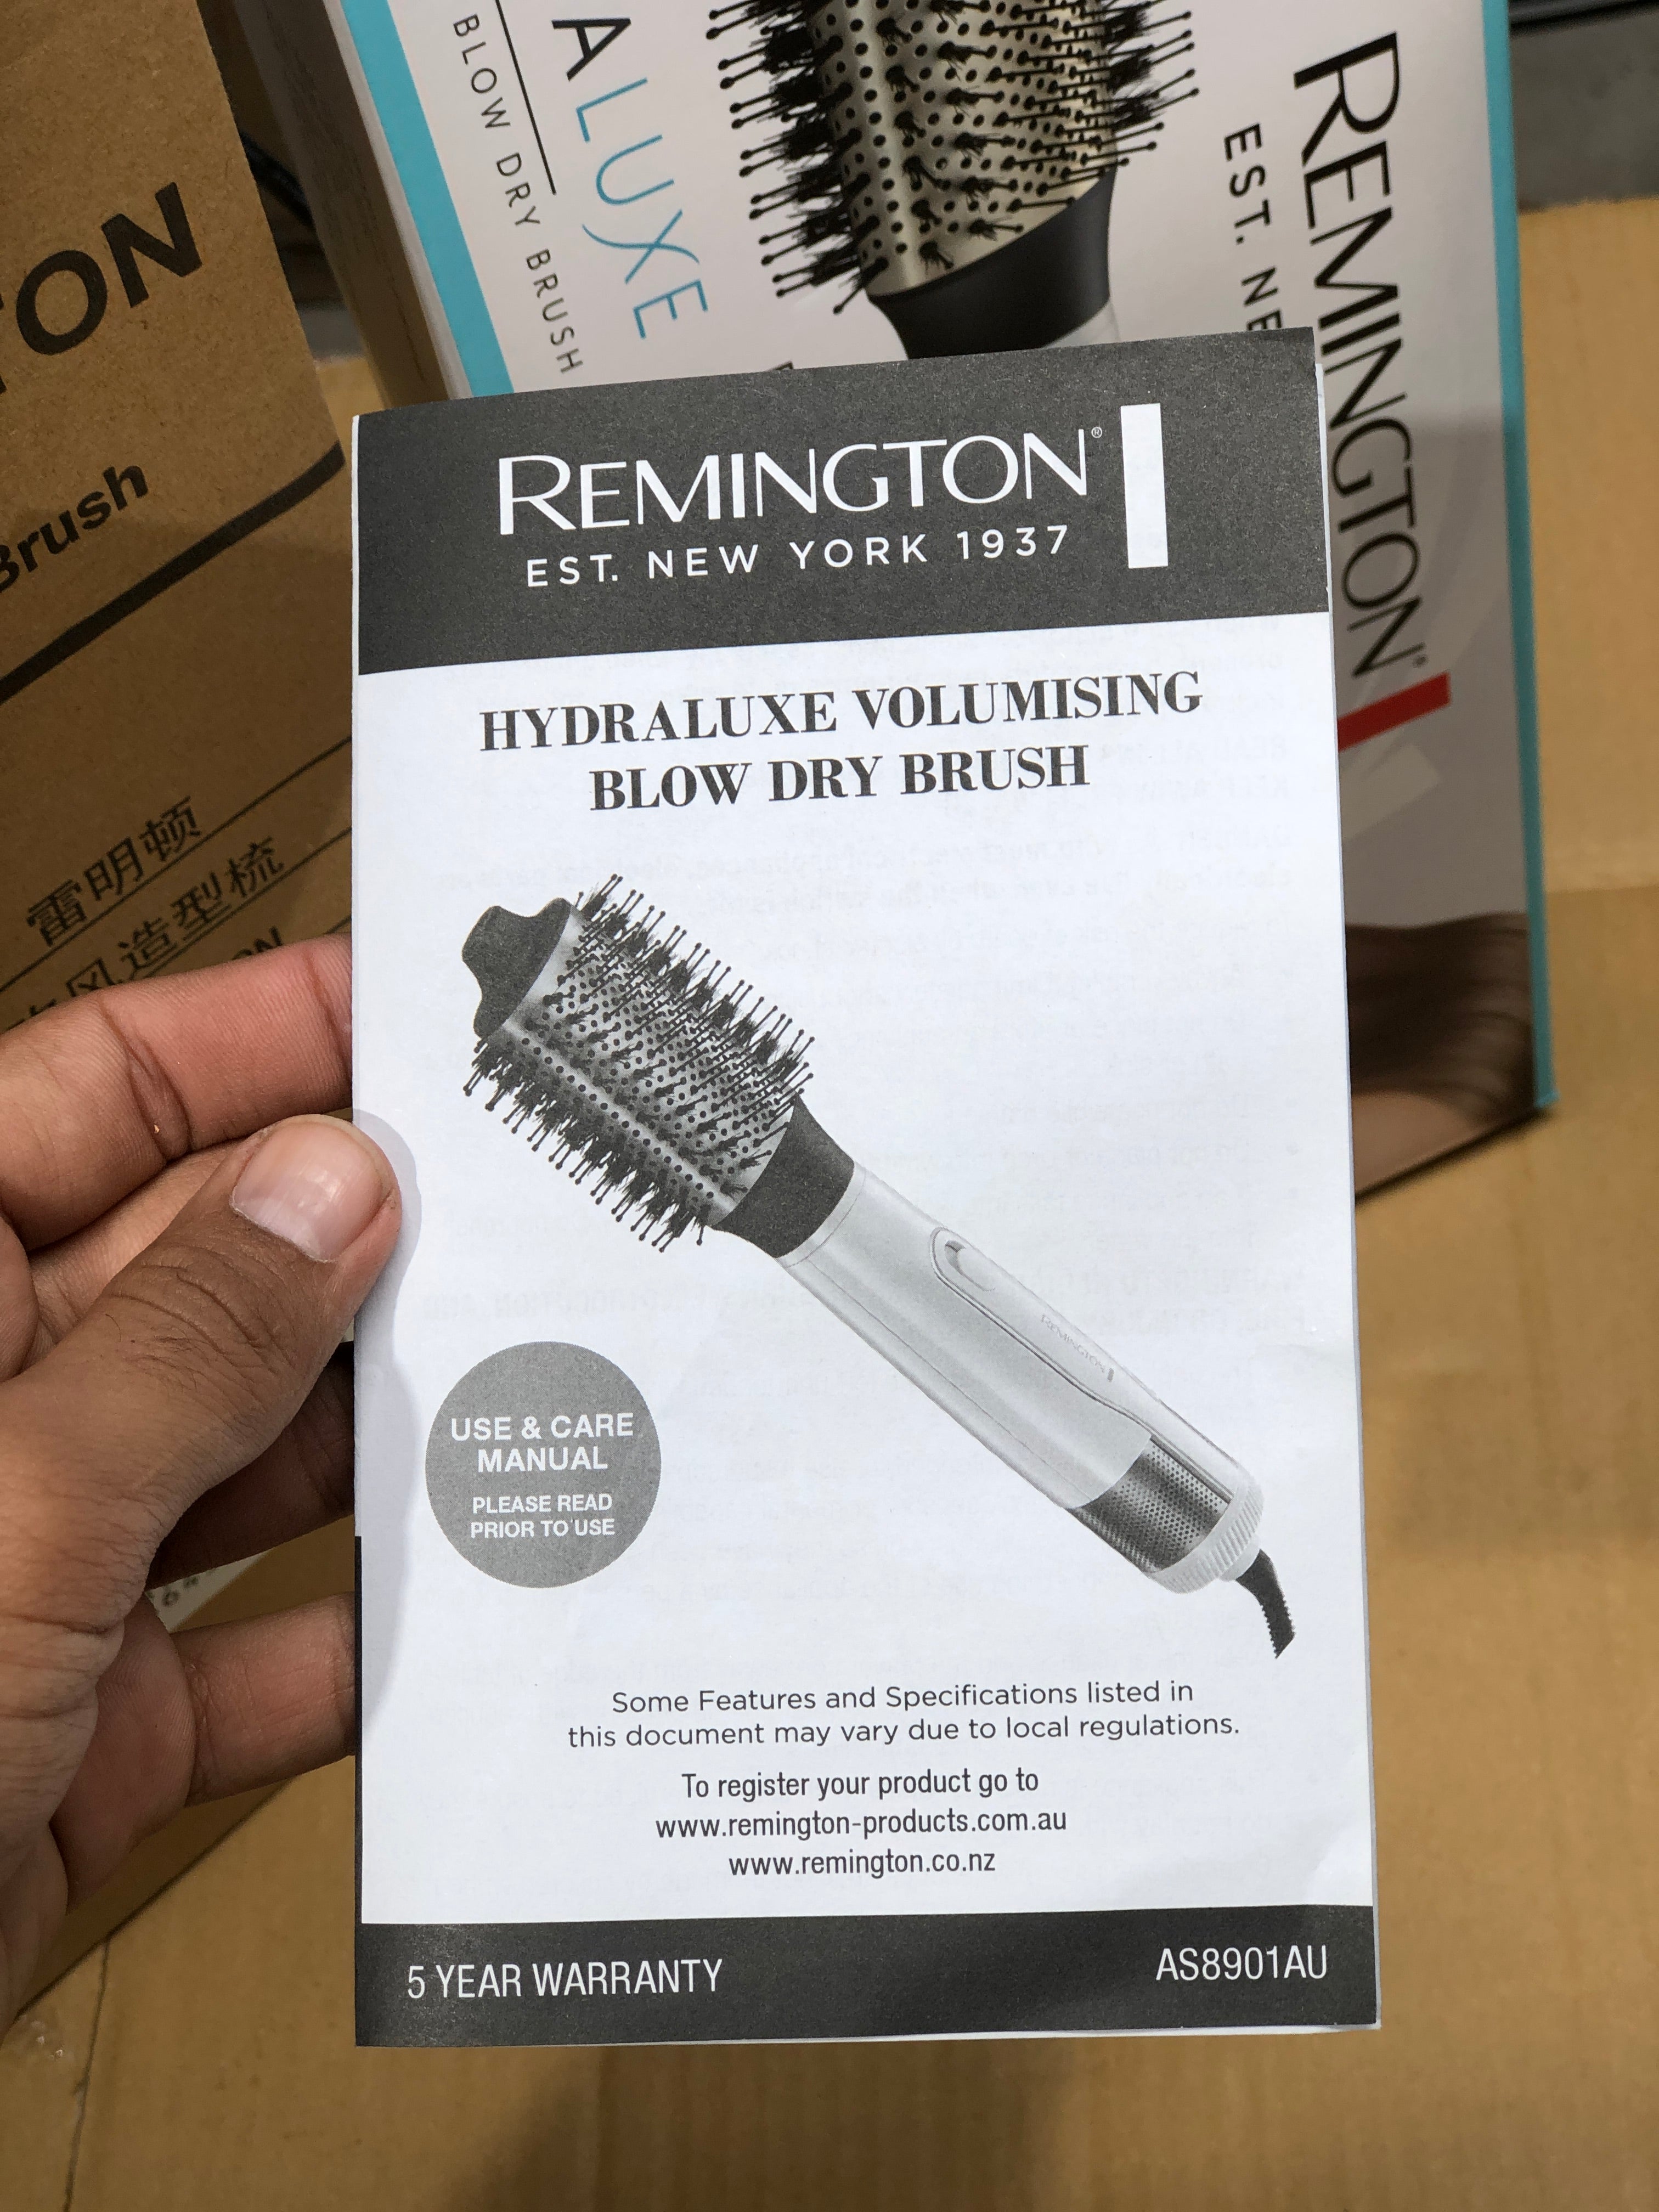 BLOW DRY BRUSH
ALUXE
REMINGTON®
EST. NE
ON
Brush
雷明顿
风造型梳
ON
REMINGTON®
EST. NEW YORK 1937
HYDRALUXE VOLUMISING
BLOW DRY BRUSH
REMINGTON
USE & CARE
MANUAL
PLEASE READ
PRIOR TO USE
Some Features and Specifications listed in
this document may vary due to local regulations.
To register your product go to
www.remington-products.com.au
www.remington.co.nz
5 YEAR WARRANTY
AS8901AU